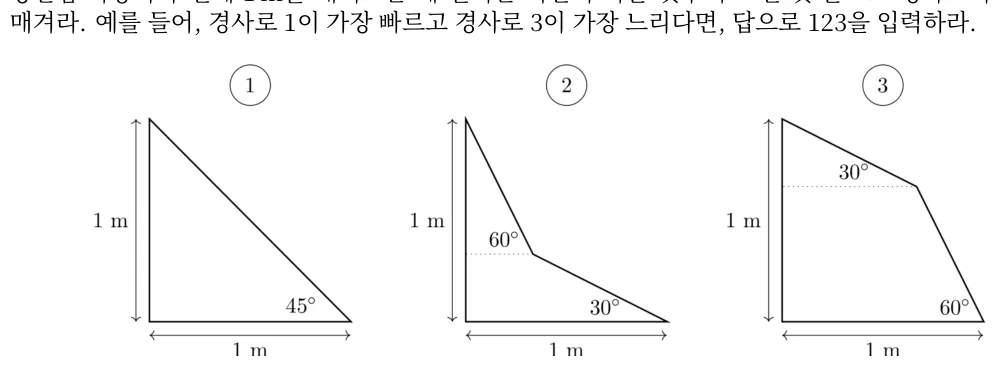 매겨라. 예를 들어, 경사로 1이 가장 빠르고 경사로 3이 가장 느리다면, 답으로 123을 입력하라.
1 2 3
30°
1 m 1 m 1 m
60°
45° 30° 60°
1 m 1 m 1 m